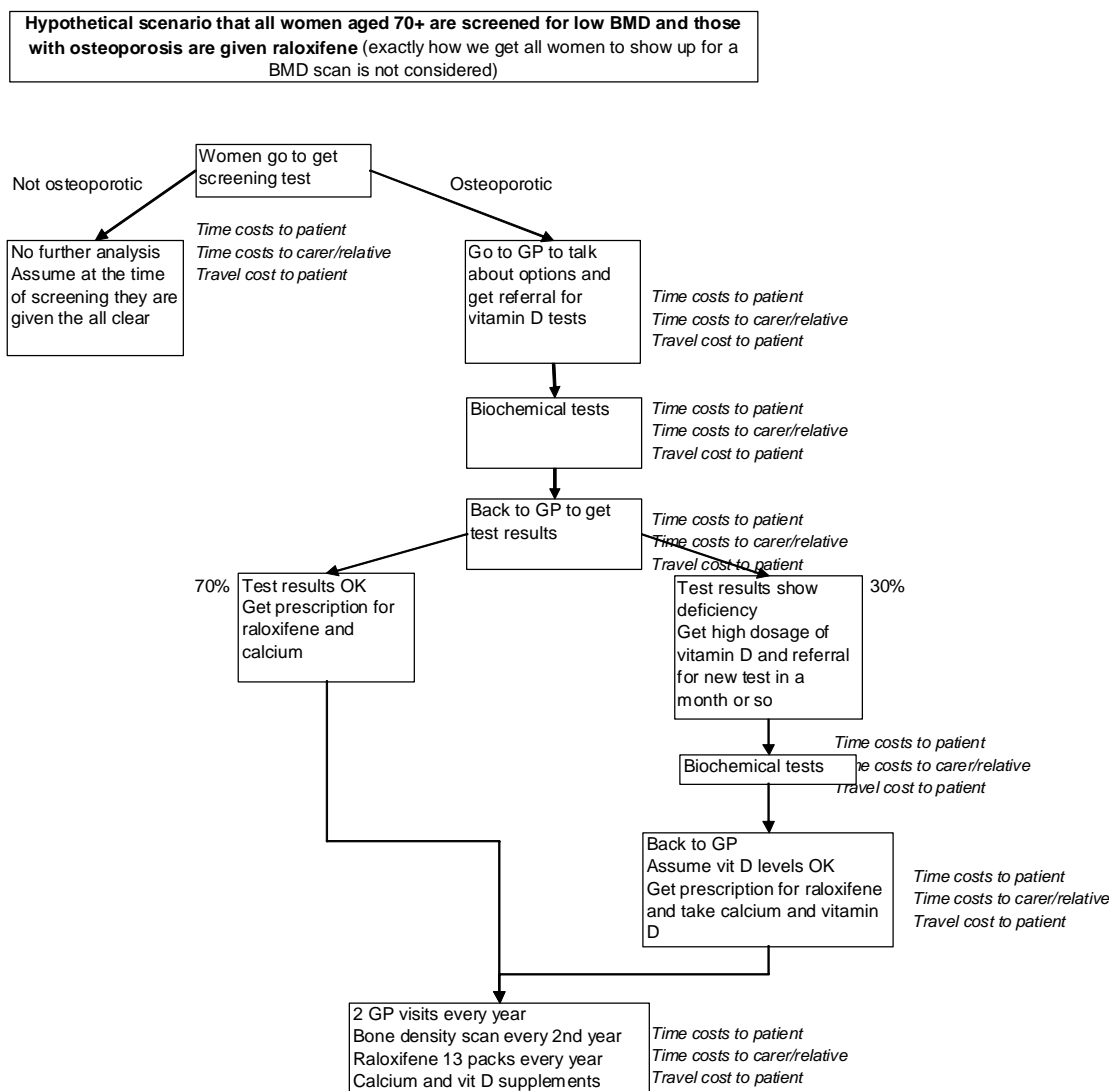 Hypothetical scenario that all women aged 70+ are screened for low BMD and those
with osteoporosis are given raloxifene (exactly how we get all women to show up for a
BMD scan is not considered)
Women go to get
screening test
Not osteoporotic
Osteoporotic
No further analysis
Assume at the time
of screening they are
given the all clear
Time costs to patient
Time costs to carer/relative
Travel cost to patient
Go to GP to talk
about options and
get referral for
vitamin D tests
Time costs to patient
Time costs to carer/relative
Travel cost to patient
Biochemical tests
Time costs to patient
Time costs to carer/relative
Travel cost to patient
Back to GP to get
test results
Time costs to patient
Time costs to carer/relative
Travel cost to patient
70%
Test results OK
Get prescription for
raloxifene and
calcium
Test results show
deficiency
Get high dosage of
vitamin D and referral
for new test in a
month or so
30%
Biochemical tests
Time costs to patient
Time costs to carer/relative
Travel cost to patient
Back to GP
Assume vit D levels OK
Get prescription for raloxifene
and take calcium and vitamin
D
Time costs to patient
Time costs to carer/relative
Travel cost to patient
2 GP visits every year
Bone density scan every 2nd year
Raloxifene 13 packs every year
Calcium and vit D supplements
Time costs to patient
Time costs to carer/relative
Travel cost to patient